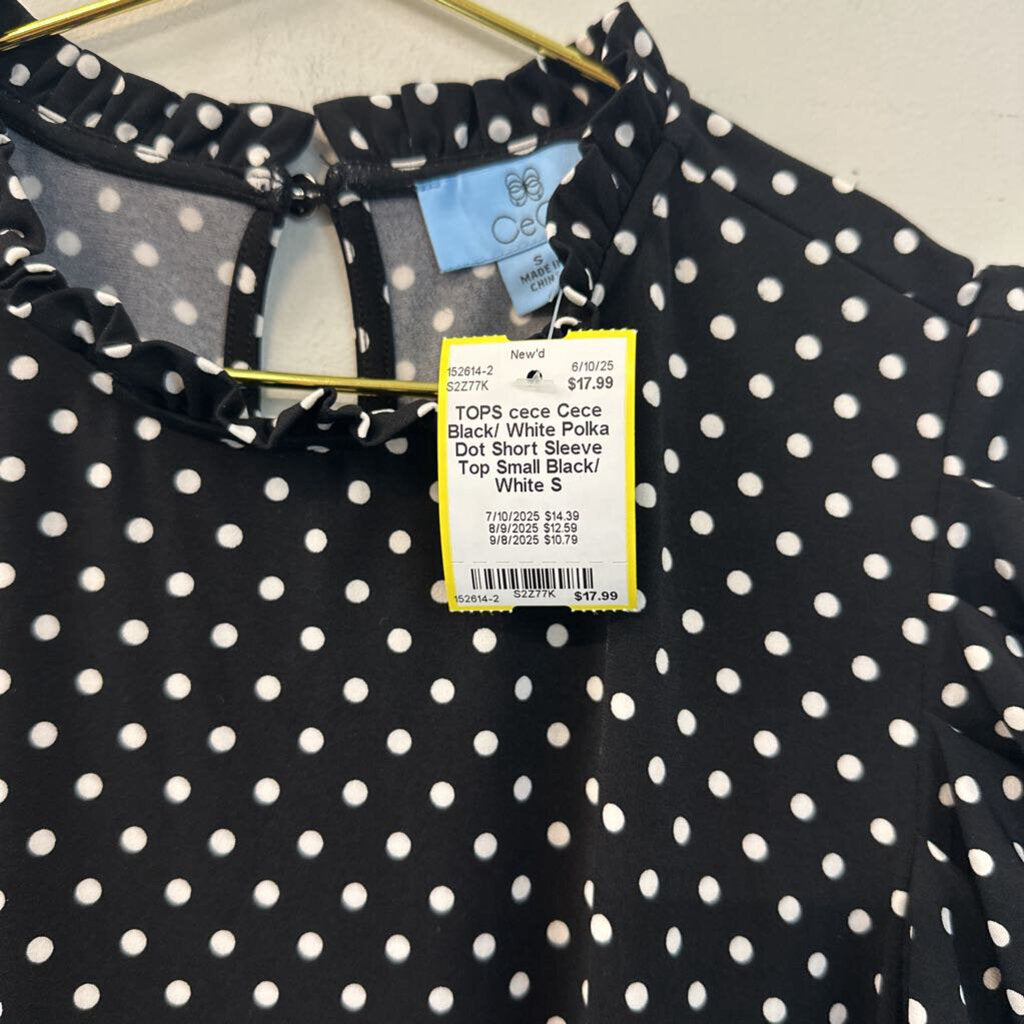 CeC
S
MADE IN
CHIN
New'd
152614-2 6/10/25
S2Z77K $17.99
TOPS cece Cece
Black/ White Polka
Dot Short Sleeve
Top Small Black/
White S
7/10/2025 $14.39
8/9/2025 $12.59
9/8/2025 $10.79
152614-2 S2Z77K $17.99